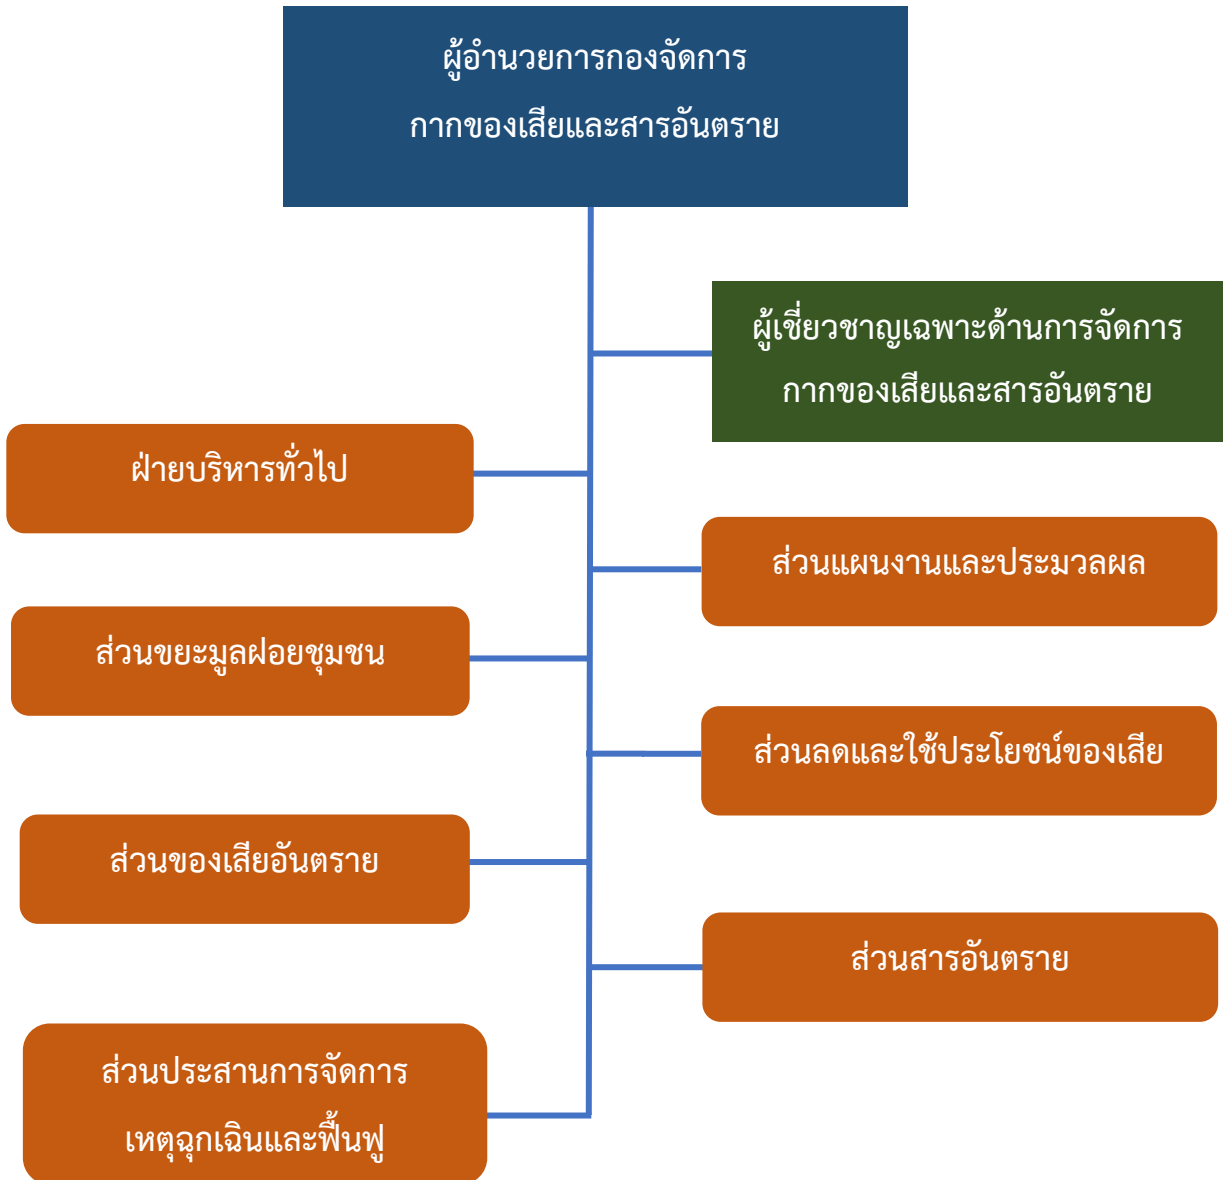 ผู้อำนวยการกองจัดการ
กากของเสียและสารอันตราย
ผู้เชี่ยวชาญเฉพาะด้านการจัดการ
กากของเสียและสารอันตราย
ฝ่ายบริหารทั่วไป
ส่วนแผนงานและประมวลผล
ส่วนขยะมูลฝอยชุมชน
ส่วนลดและใช้ประโยชน์ของเสีย
ส่วนของเสียอันตราย
ส่วนสารอันตราย
ส่วนประสานการจัดการ
เหตุฉุกเฉินและฟื้นฟู